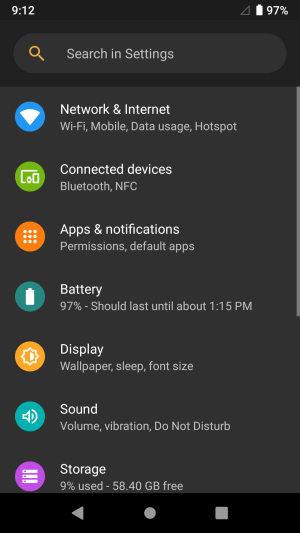 9:12
97%
Search in Settings
Network & Internet
Wi-Fi, Mobile, Data usage, Hotspot
Connected devices
Bluetooth, NFC
Apps & notifications
Permissions, default apps
Battery
97% - Should last until about 1:15 PM
Display
Wallpaper, sleep, font size
Sound
Volume, vibration, Do Not Disturb
Storage
9% used - 58.40 GB free